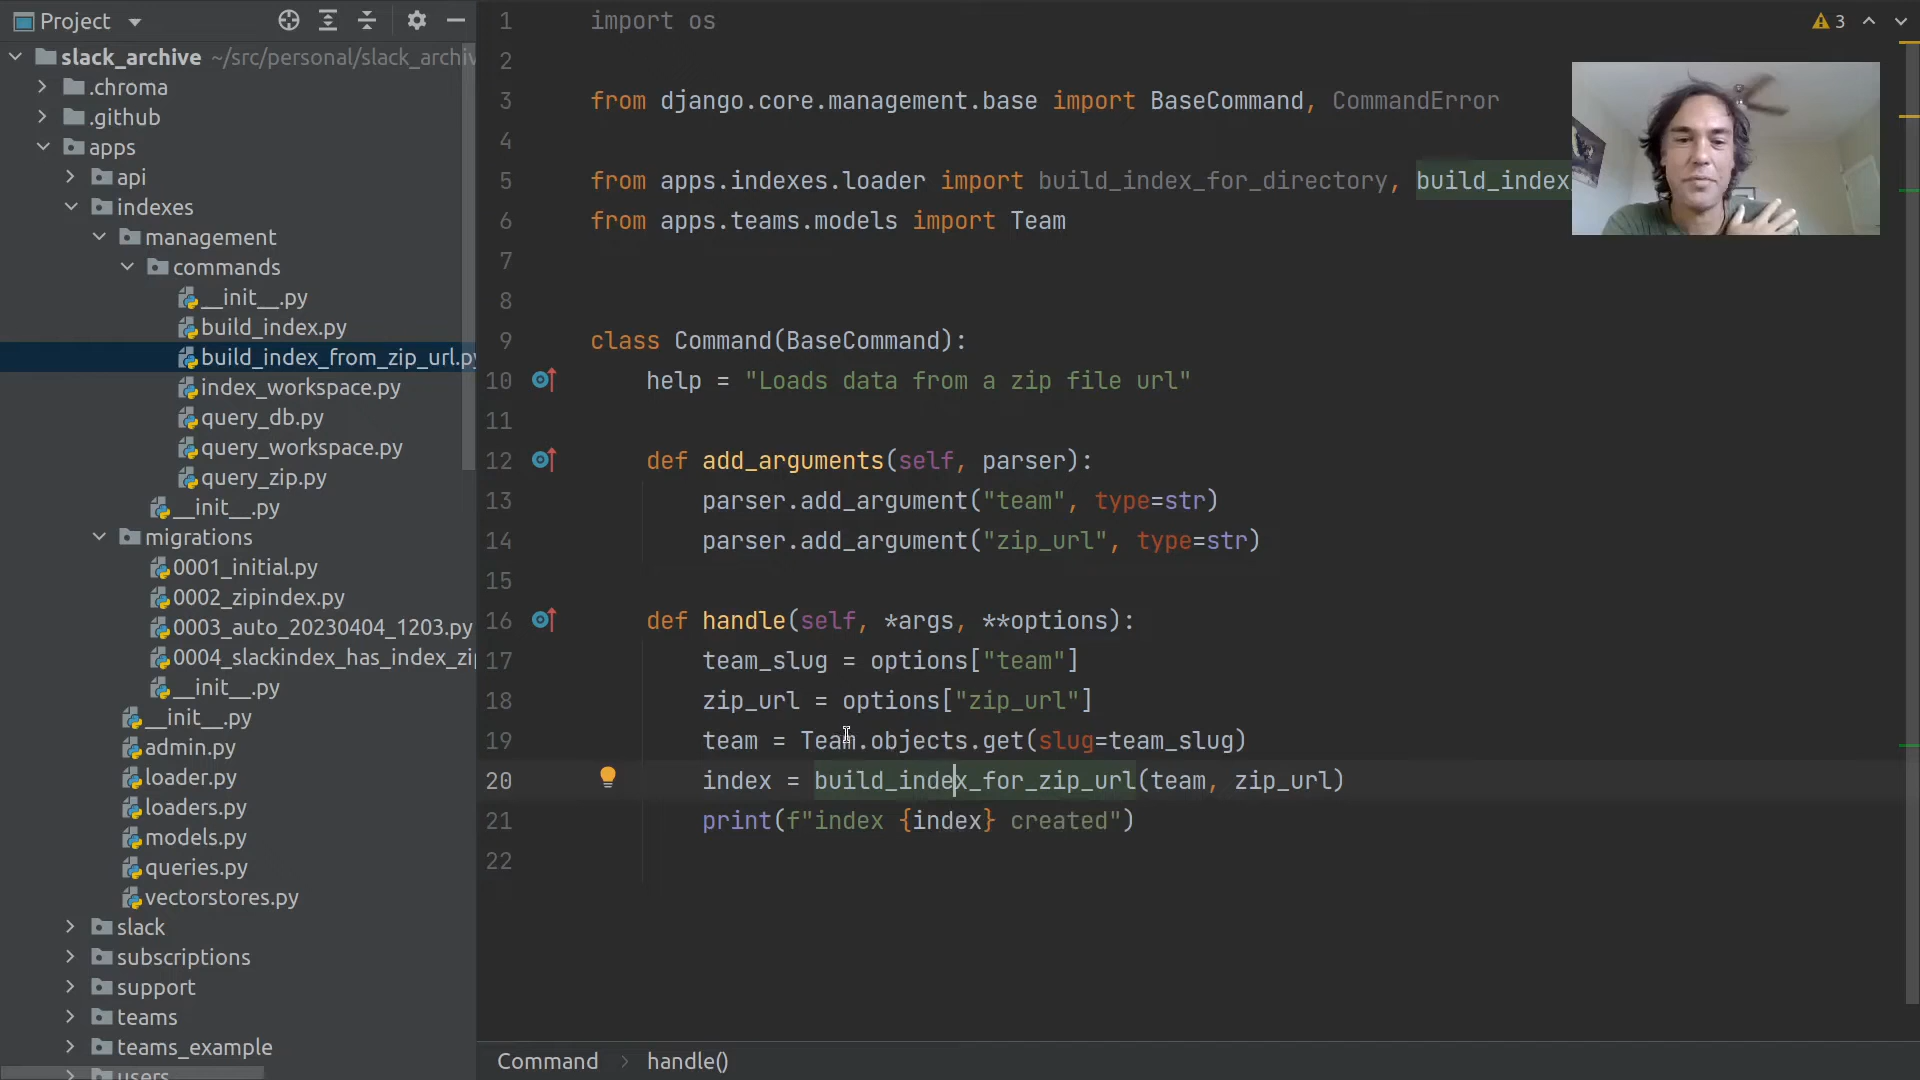 Project
slack_archive ~/src/personal/slack_archiv
.chroma
.github
apps
api
indexes
management
commands
__init__.py
build_index.py
build_index_from_zip_url.py
index_workspace.py
query_db.py
query_workspace.py
query_zip.py
__init__.py
migrations
0001_initial.py
0002_zipindex.py
0003_auto_20230404_1203.py
0004_slackindex_has_index_zi
__init__.py
__init__.py
admin.py
loader.py
loaders.py
models.py
queries.py
vectorstores.py
slack
subscriptions
support
teams
teams_example
users
3
1 import os
2
3 from django.core.management.base import BaseCommand, CommandError
4
5 from apps.indexes.loader import build_index_for_directory, build_index
6 from apps.teams.models import Team
7
8
9 class Command(BaseCommand):
10 help = "Loads data from a zip file url"
11
12 def add_arguments(self, parser):
13 parser.add_argument("team", type=str)
14 parser.add_argument("zip_url", type=str)
15
16 def handle(self, *args, **options):
17 team_slug = options["team"]
18 zip_url = options["zip_url"]
19 team = Team.objects.get(slug=team_slug)
20 index = build_index_for_zip_url(team, zip_url)
21 print(f"index {index} created")
22
Command > handle()